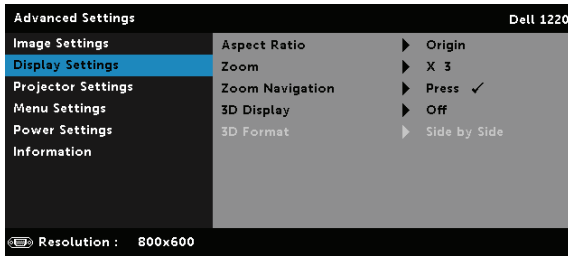 Advanced Settings Dell 1220
Image Settings Aspect Ratio Origin
Display Settings Zoom X 3
Projector Settings Zoom Navigation Press ✓
Menu Settings 3D Display Off
Power Settings 3D Format Side by Side
Information
Resolution : 800x600